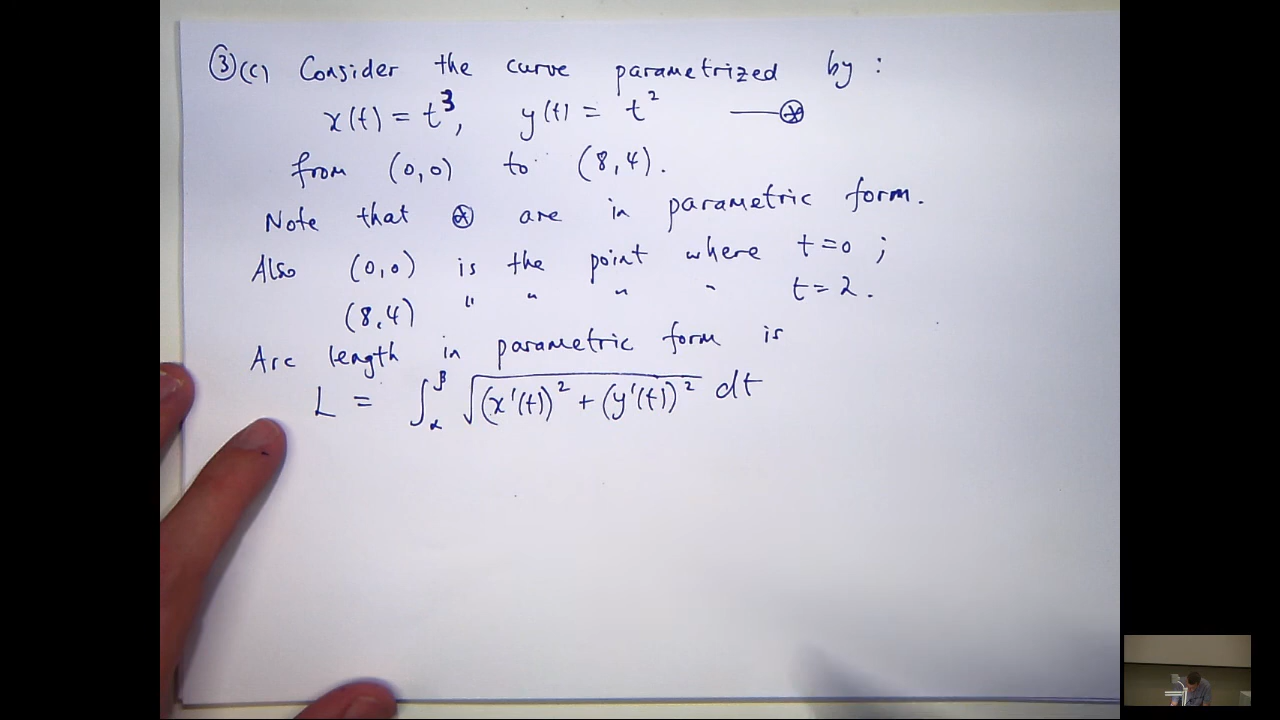 ③(c) Consider the curve parametrized by :
x(t) = t³, y(t) = t² —⊛
from (0,0) to (8,4).
Note that ⊛ are in parametric form.
Also (0,0) is the point where t=0 ;
(8,4) " " " " t=2.
Arc length in parametric form is
L = ∫_α^β √((x'(t))² + (y'(t))²) dt